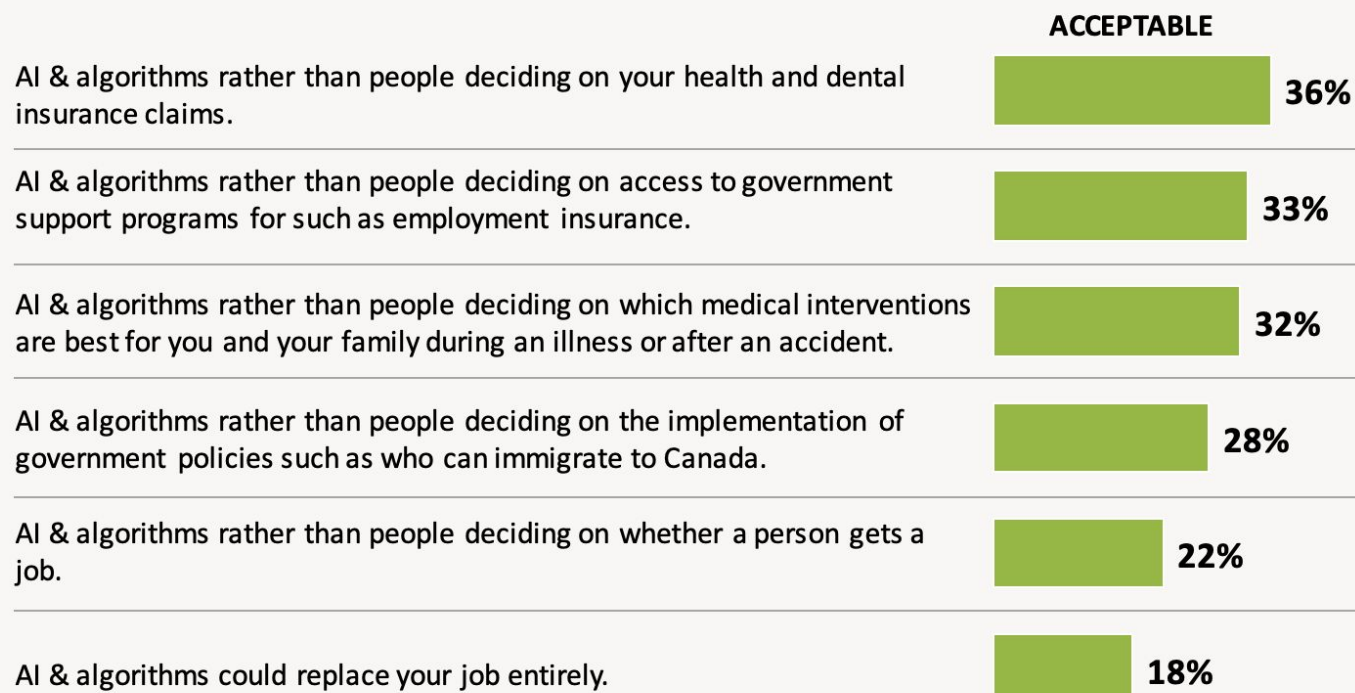 ACCEPTABLE
AI & algorithms rather than people deciding on your health and dental
insurance claims.
36%
AI & algorithms rather than people deciding on access to government
support programs for such as employment insurance.
33%
AI & algorithms rather than people deciding on which medical interventions
are best for you and your family during an illness or after an accident.
32%
AI & algorithms rather than people deciding on the implementation of
government policies such as who can immigrate to Canada.
28%
AI & algorithms rather than people deciding on whether a person gets a
job.
22%
AI & algorithms could replace your job entirely.
18%